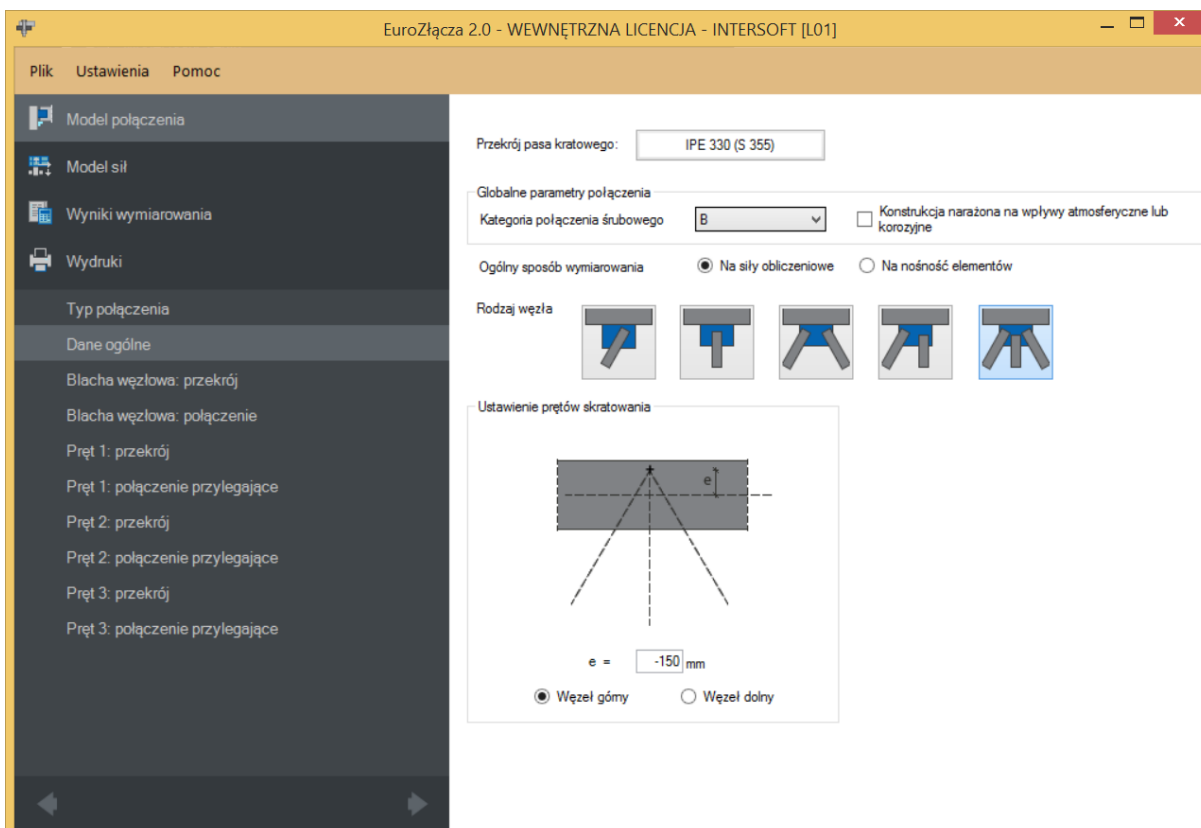 EuroZłącza 2.0 - WEWNĘTRZNA LICENCJA - INTERSOFT [L01]
Plik Ustawienia Pomoc
Model połączenia
Model sił
Wyniki wymiarowania
Wydruki
Typ połączenia
Dane ogólne
Blacha węzłowa: przekrój
Blacha węzłowa: połączenie
Pręt 1: przekrój
Pręt 1: połączenie przylegające
Pręt 2: przekrój
Pręt 2: połączenie przylegające
Pręt 3: przekrój
Pręt 3: połączenie przylegające
Przekrój pasa kratowego: IPE 330 (S 355)
Globalne parametry połączenia
Kategoria połączenia śrubowego B
Konstrukcja narażona na wpływy atmosferyczne lub
korozyjne
Ogólny sposób wymiarowania Na siły obliczeniowe Na nośność elementów
Rodzaj węzła
Ustawienie prętów skratowania
e
e = -150 mm
Węzeł górny Węzeł dolny